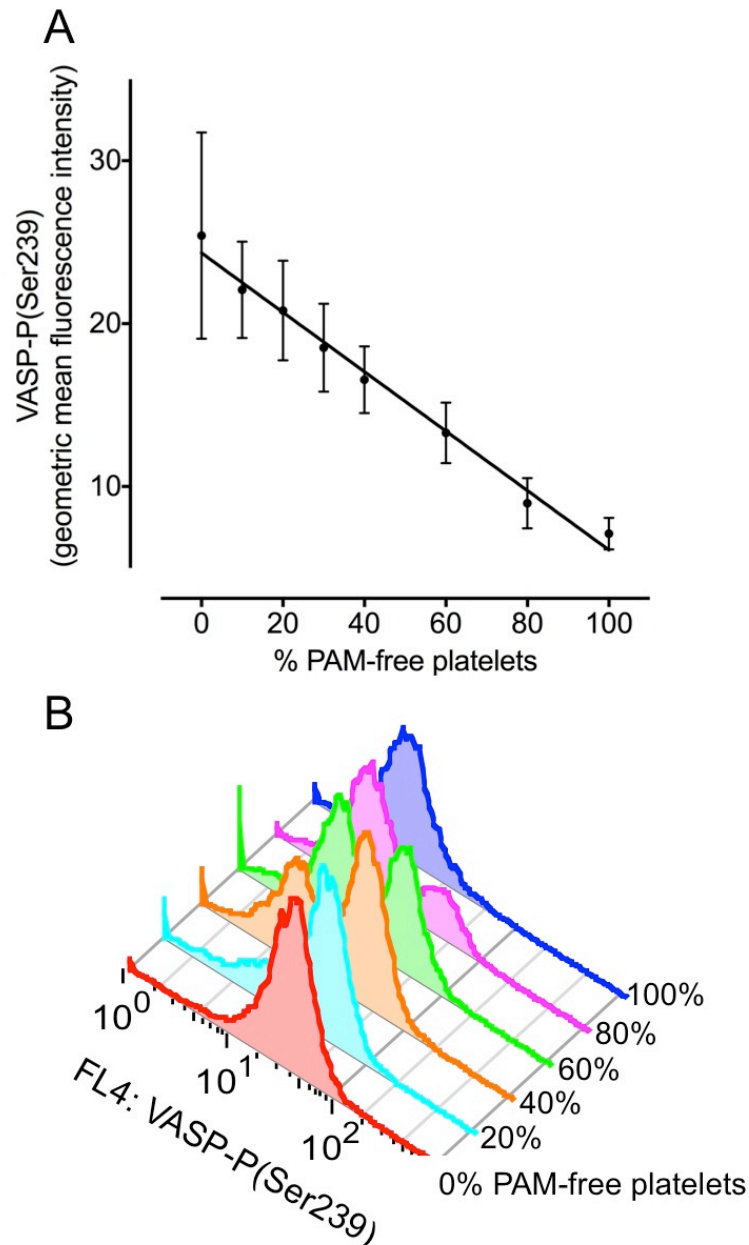 A
VASP-P(Ser239)
(geometric mean fluorescence intensity)
30
20
10
0 20 40 60 80 100
% PAM-free platelets
B
100%
80%
60%
40%
20%
0% PAM-free platelets
10⁰
10¹
10²
FL4: VASP-P(Ser239)